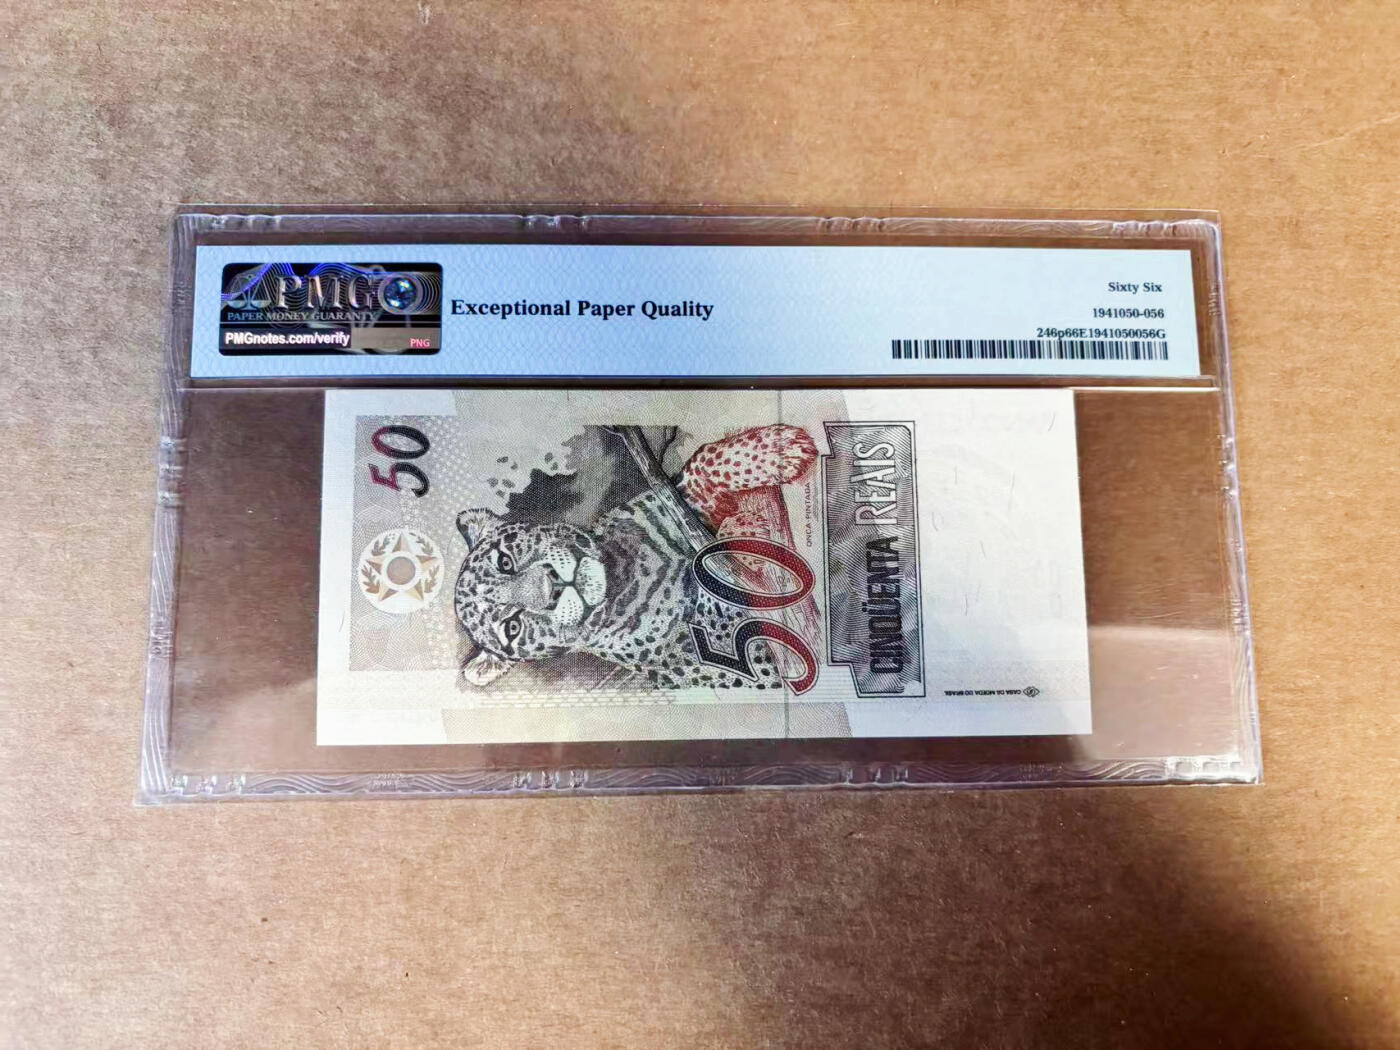 PMG
PAPER MONEY GUARANTY
PMGnotes.com/verify
PNG
Exceptional Paper Quality
Sixty Six
1941050-056
246p66E1941050056G
50
50
ONÇA PINTADA
CINQÜENTA REAIS
CASA DA MOEDA DO BRASIL